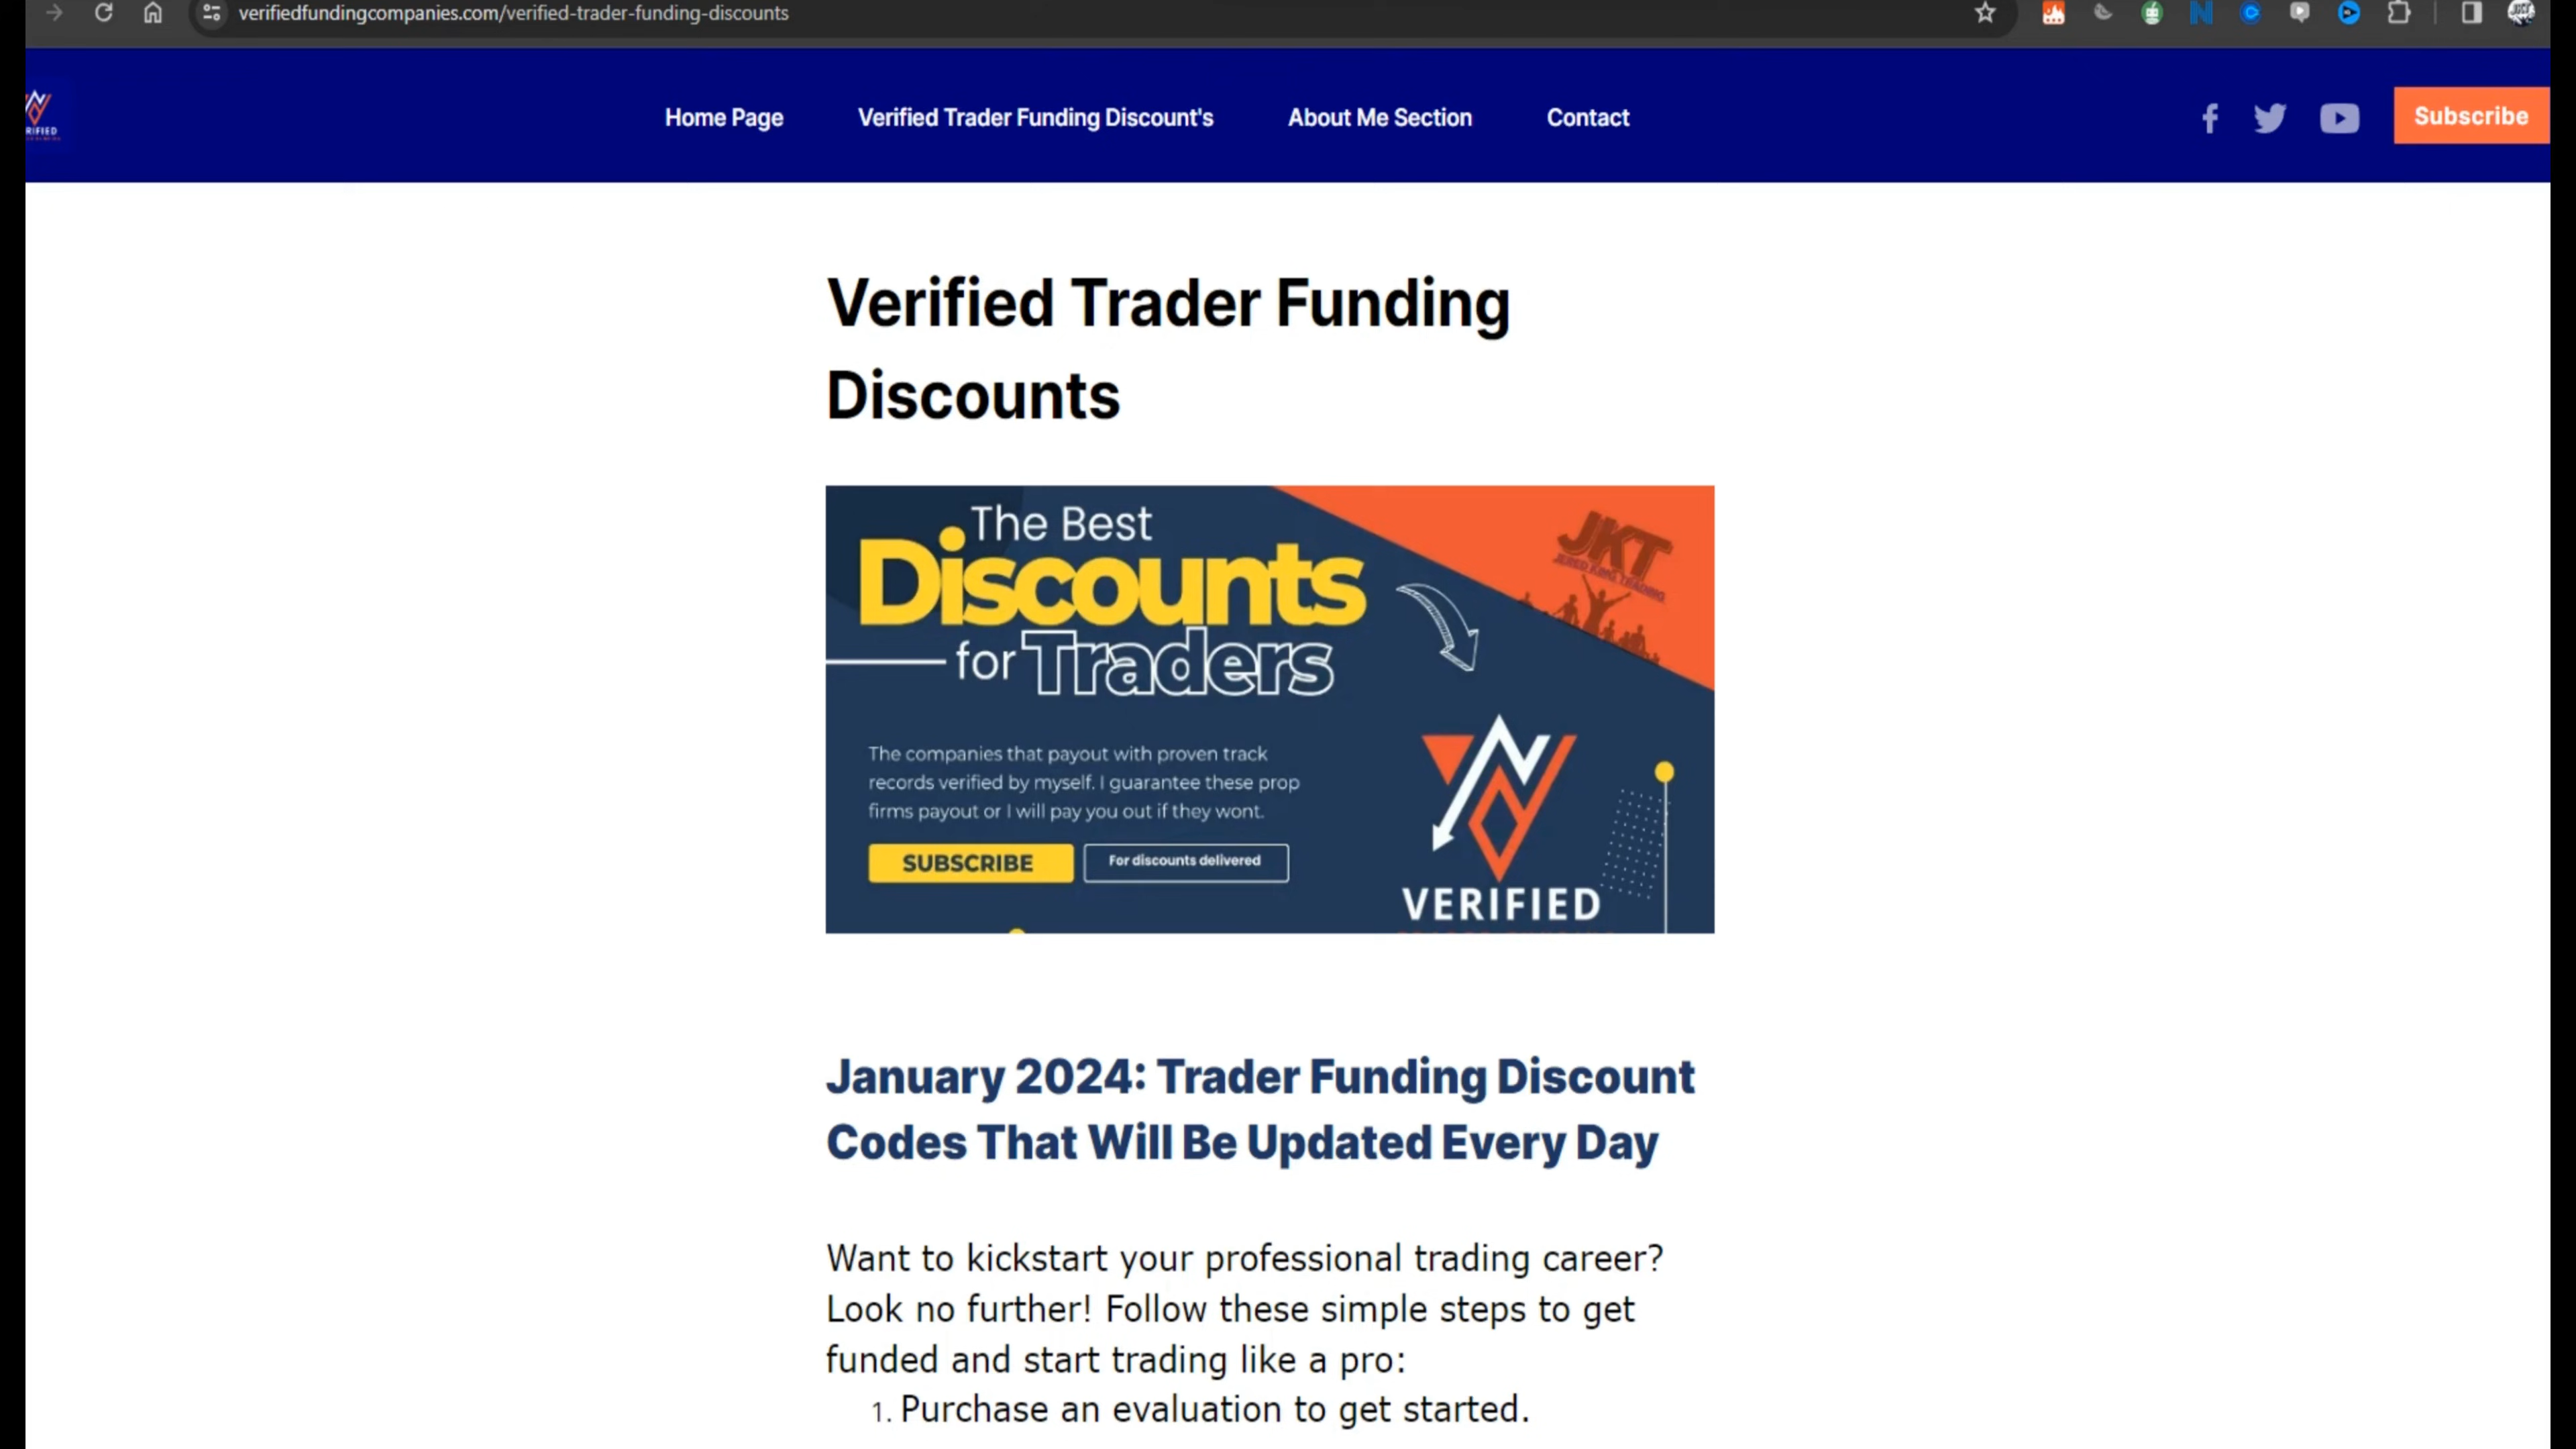 verifiedfundingcompanies.com/verified-trader-funding-discounts
Home Page
Verified Trader Funding Discount's
About Me Section
Contact
Subscribe
Verified Trader Funding
Discounts
The Best
Discounts
for Traders
JKT
JERED KING TRADING
The companies that payout with proven track
records verified by myself. I guarantee these prop
firms payout or I will pay you out if they wont.
SUBSCRIBE
For discounts delivered
VERIFIED
January 2024: Trader Funding Discount
Codes That Will Be Updated Every Day
Want to kickstart your professional trading career?
Look no further! Follow these simple steps to get
funded and start trading like a pro:
1. Purchase an evaluation to get started.